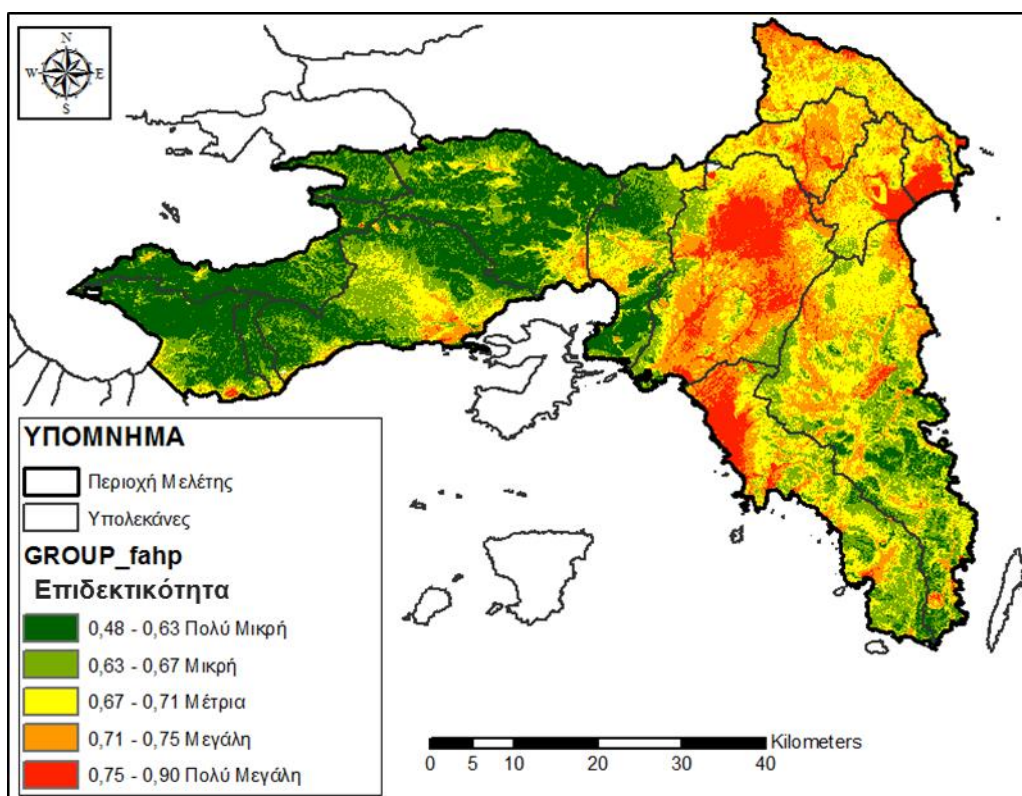 N
W E
S
ΥΠΟΜΝΗΜΑ
Περιοχή Μελέτης
Υπολεκάνες
GROUP_fahp
Επιδεκτικότητα
0,48 - 0,63 Πολύ Μικρή
0,63 - 0,67 Μικρή
0,67 - 0,71 Μέτρια
0,71 - 0,75 Μεγάλη
0,75 - 0,90 Πολύ Μεγάλη
Kilometers
0 5 10 20 30 40